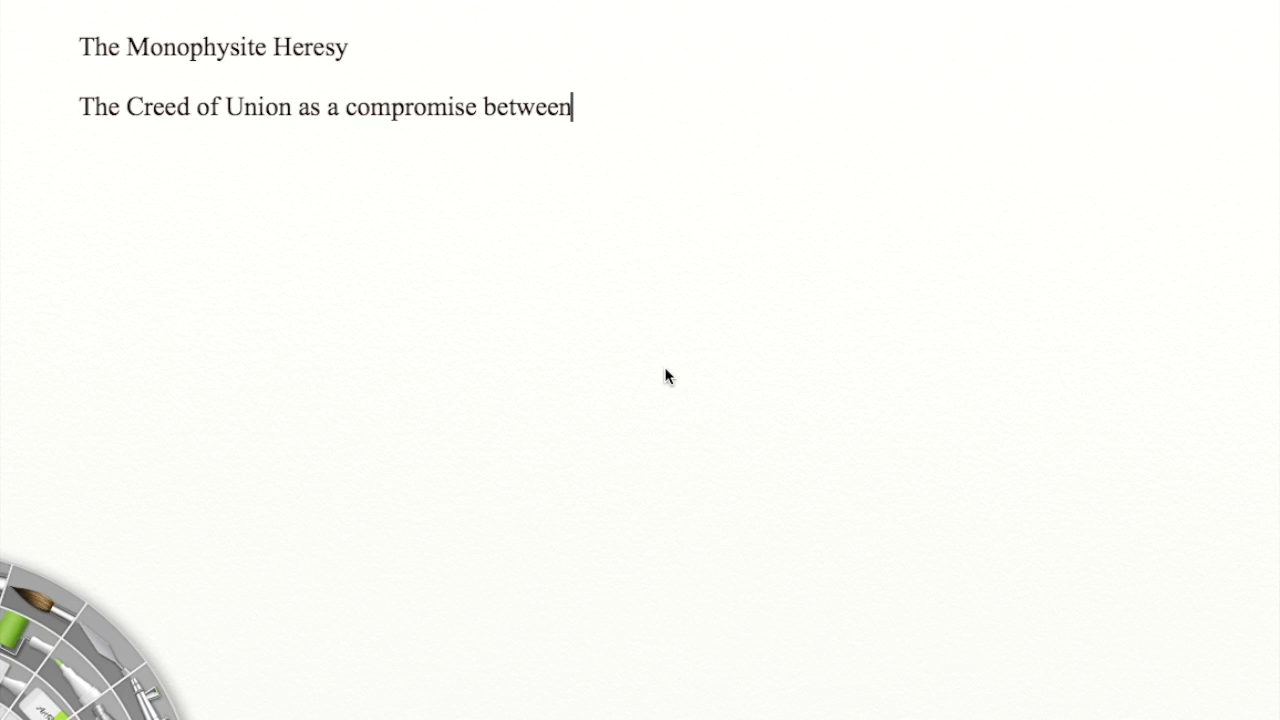 The Monophysite Heresy
The Creed of Union as a compromise between